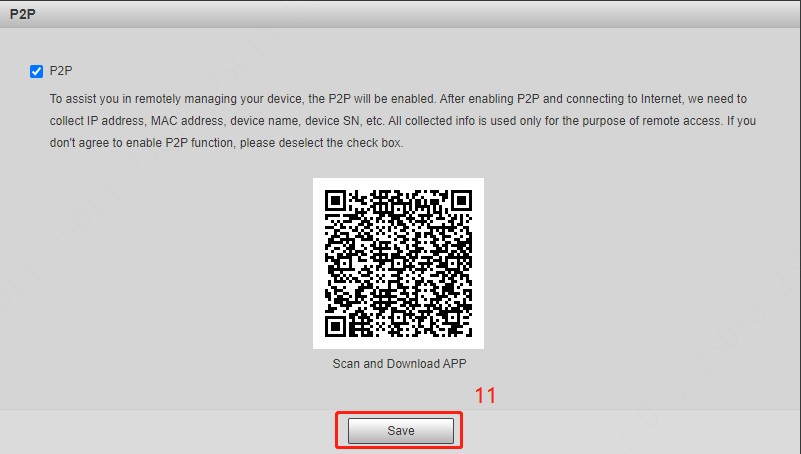 P2P
P2P
To assist you in remotely managing your device, the P2P will be enabled. After enabling P2P and connecting to Internet, we need to
collect IP address, MAC address, device name, device SN, etc. All collected info is used only for the purpose of remote access. If you
don't agree to enable P2P function, please deselect the check box.
Scan and Download APP
11
Save